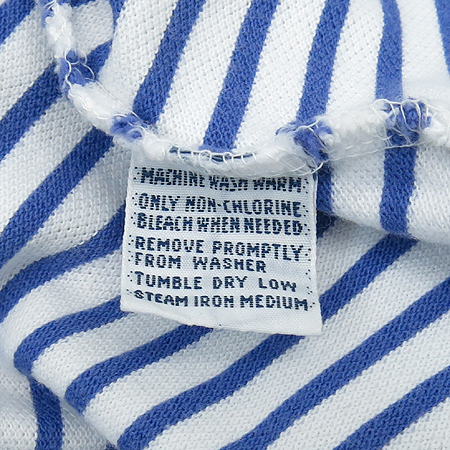 MACHINE WASH WARM
ONLY NON-CHLORINE
BLEACH WHEN NEEDED
REMOVE PROMPTLY
FROM WASHER
TUMBLE DRY LOW
STEAM IRON MEDIUM